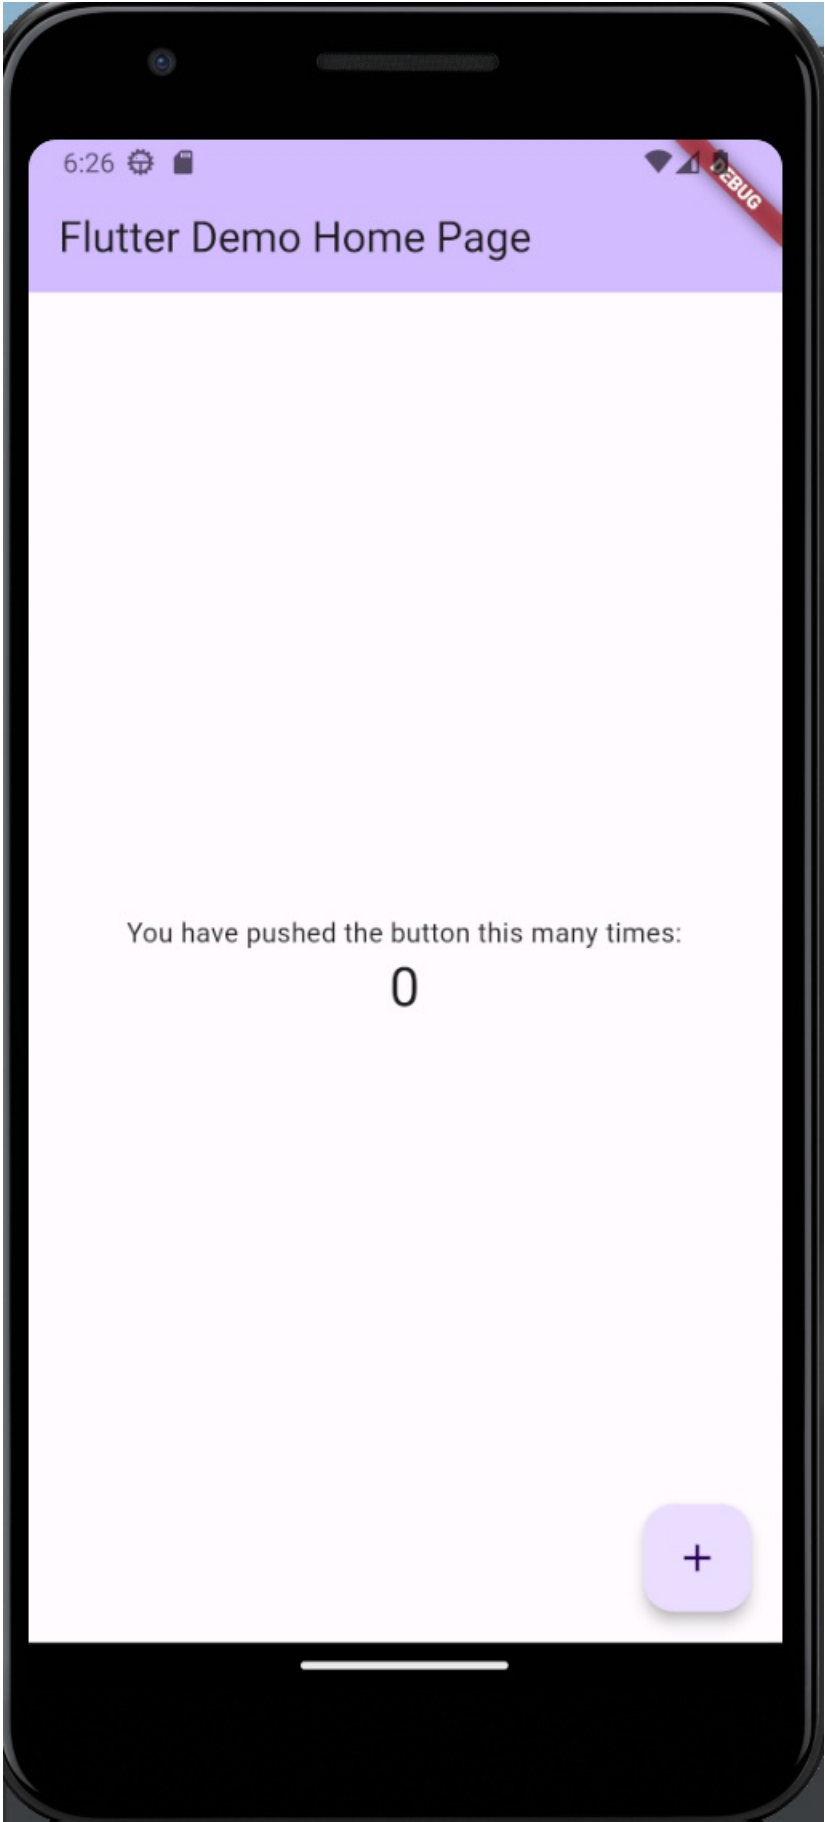 6:26
DEBUG
Flutter Demo Home Page
You have pushed the button this many times:
0
+